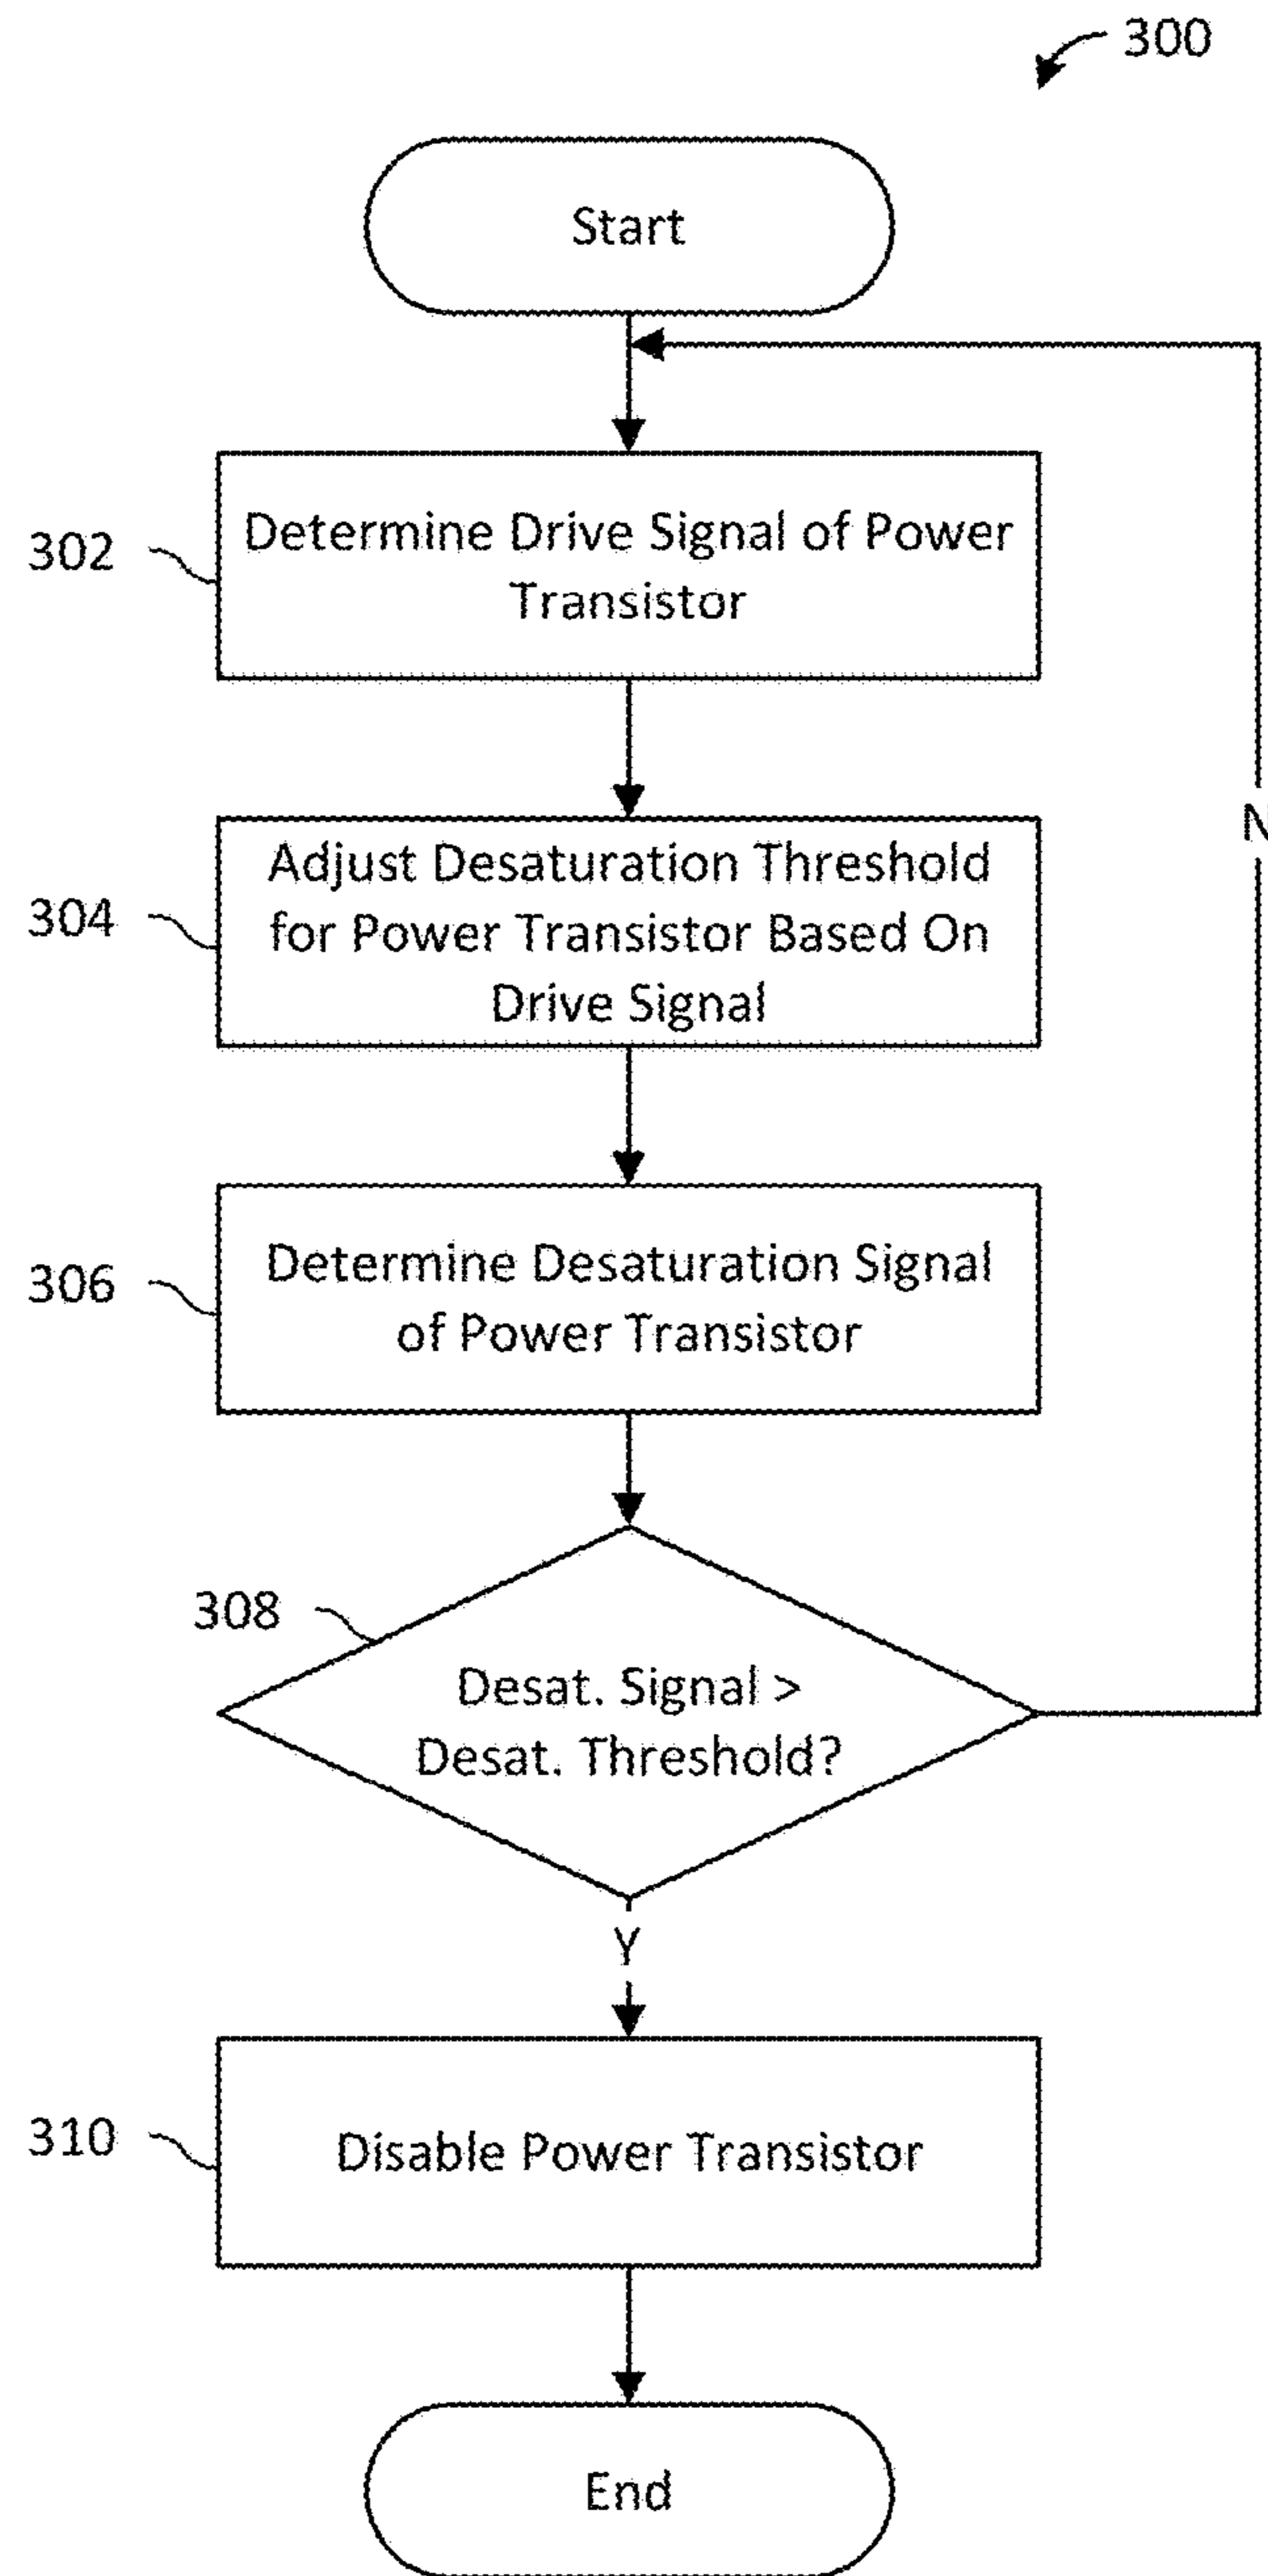 300
Start
302
Determine Drive Signal of Power
Transistor
304
Adjust Desaturation Threshold
for Power Transistor Based On
Drive Signal
N
306
Determine Desaturation Signal
of Power Transistor
308
Desat. Signal >
Desat. Threshold?
Y
310
Disable Power Transistor
End